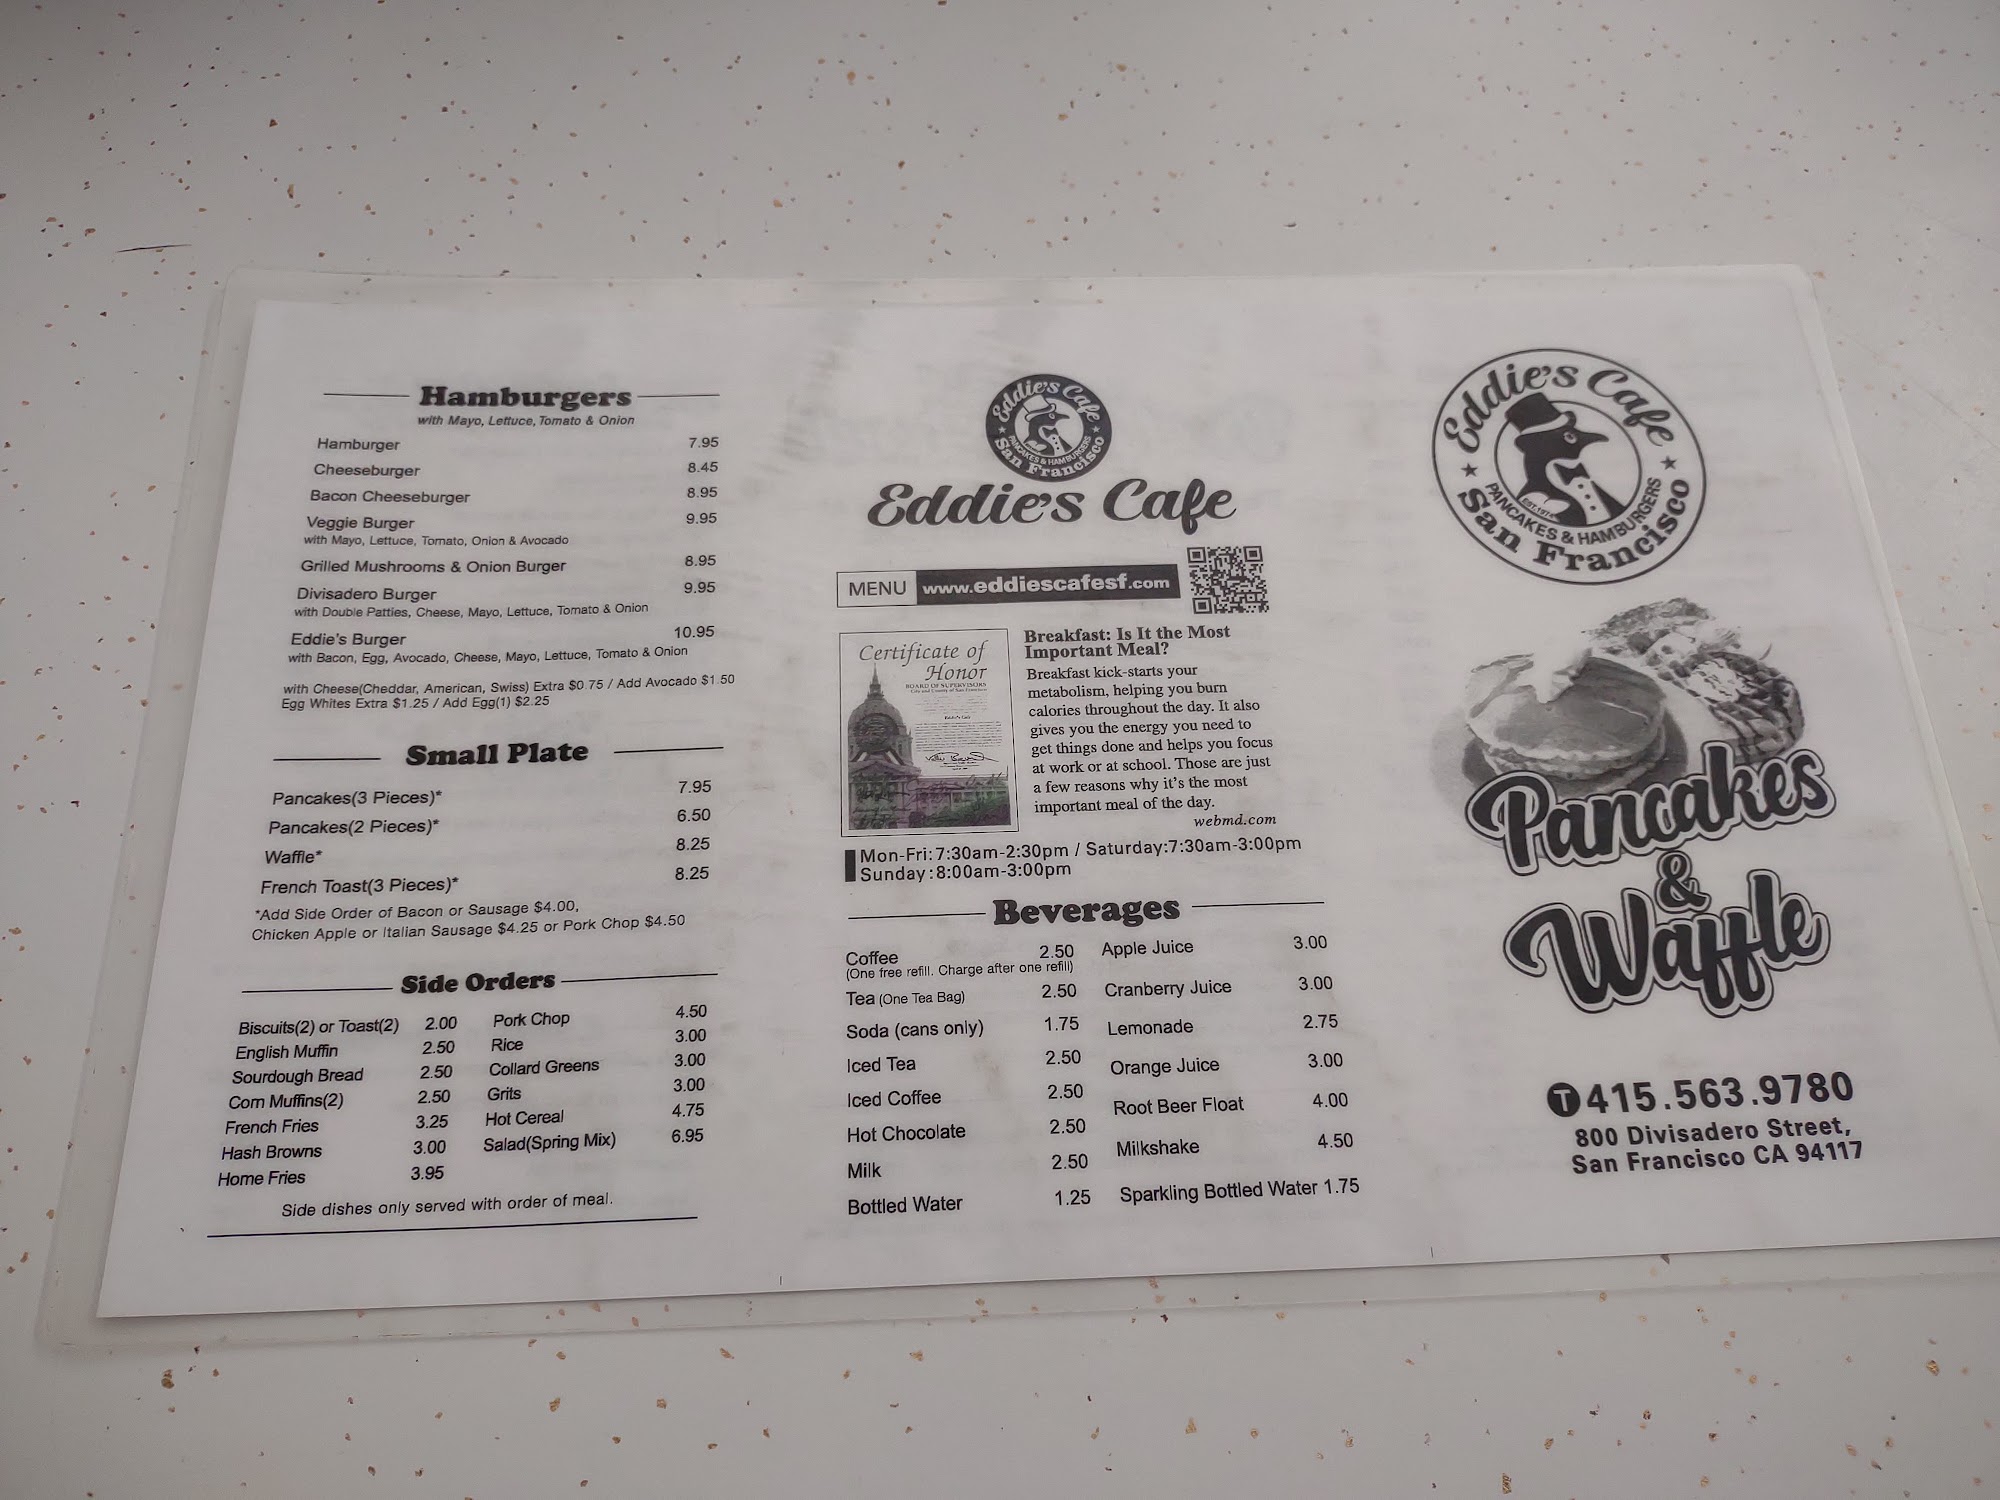 Hamburgers
with Mayo, Lettuce, Tomato & Onion
Hamburger 7.95
Cheeseburger 8.45
Bacon Cheeseburger 8.95
Veggie Burger 9.95
with Mayo, Lettuce, Tomato, Onion & Avocado
Grilled Mushrooms & Onion Burger 8.95
Divisadero Burger 9.95
with Double Patties, Cheese, Mayo, Lettuce, Tomato & Onion
Eddie's Burger 10.95
with Bacon, Egg, Avocado, Cheese, Mayo, Lettuce, Tomato & Onion
with Cheese(Cheddar, American, Swiss) Extra $0.75 / Add Avocado $1.50
Egg Whites Extra $1.25 / Add Egg(1) $2.25
Small Plate
Pancakes(3 Pieces)* 7.95
Pancakes(2 Pieces)* 6.50
Waffle* 8.25
French Toast(3 Pieces)* 8.25
*Add Side Order of Bacon or Sausage $4.00,
Chicken Apple or Italian Sausage $4.25 or Pork Chop $4.50
Side Orders
Biscuits(2) or Toast(2) 2.00
English Muffin 2.50
Sourdough Bread 2.50
Corn Muffins(2) 2.50
French Fries 3.25
Hash Browns 3.00
Home Fries 3.95
Pork Chop 4.50
Rice 3.00
Collard Greens 3.00
Grits 3.00
Hot Cereal 4.75
Salad(Spring Mix) 6.95
Side dishes only served with order of meal.
Eddie's Cafe
PANCAKES & HAMBURGERS
San Francisco
Eddie's Cafe
MENU www.eddiescafesf.com
Certificate of
Honor
BOARD OF SUPERVISORS
City and County of San Francisco
Eddie's Cafe
Breakfast: Is It the Most
Important Meal?
Breakfast kick-starts your
metabolism, helping you burn
calories throughout the day. It also
gives you the energy you need to
get things done and helps you focus
at work or at school. Those are just
a few reasons why it's the most
important meal of the day.
webmd.com
Mon-Fri:7:30am-2:30pm / Saturday:7:30am-3:00pm
Sunday:8:00am-3:00pm
Beverages
Coffee 2.50
(One free refill. Charge after one refill)
Tea (One Tea Bag) 2.50
Soda (cans only) 1.75
Iced Tea 2.50
Iced Coffee 2.50
Hot Chocolate 2.50
Milk 2.50
Bottled Water 1.25
Apple Juice 3.00
Cranberry Juice 3.00
Lemonade 2.75
Orange Juice 3.00
Root Beer Float 4.00
Milkshake 4.50
Sparkling Bottled Water 1.75
Eddie's Cafe
EST.1974
PANCAKES & HAMBURGERS
San Francisco
Pancakes
&
Waffle
T 415.563.9780
800 Divisadero Street,
San Francisco CA 94117